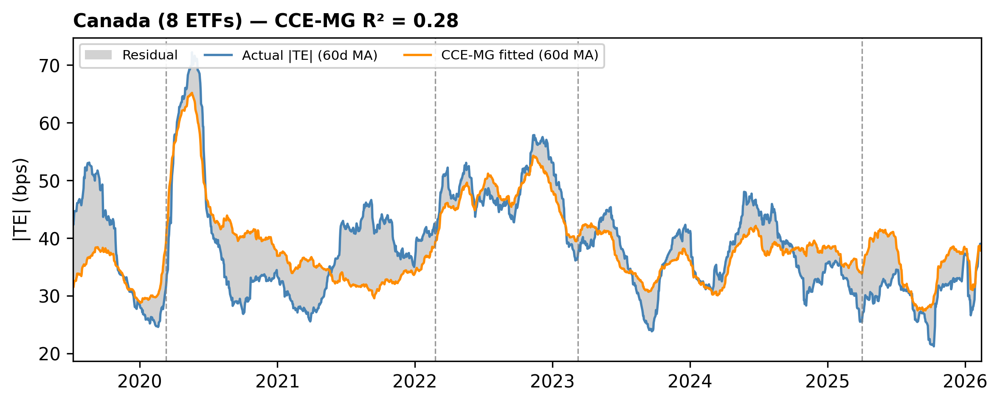 Canada (8 ETFs) — CCE-MG R² = 0.28
Residual
Actual |TE| (60d MA)
CCE-MG fitted (60d MA)
|TE| (bps)
70
60
50
40
30
20
2020
2021
2022
2023
2024
2025
2026